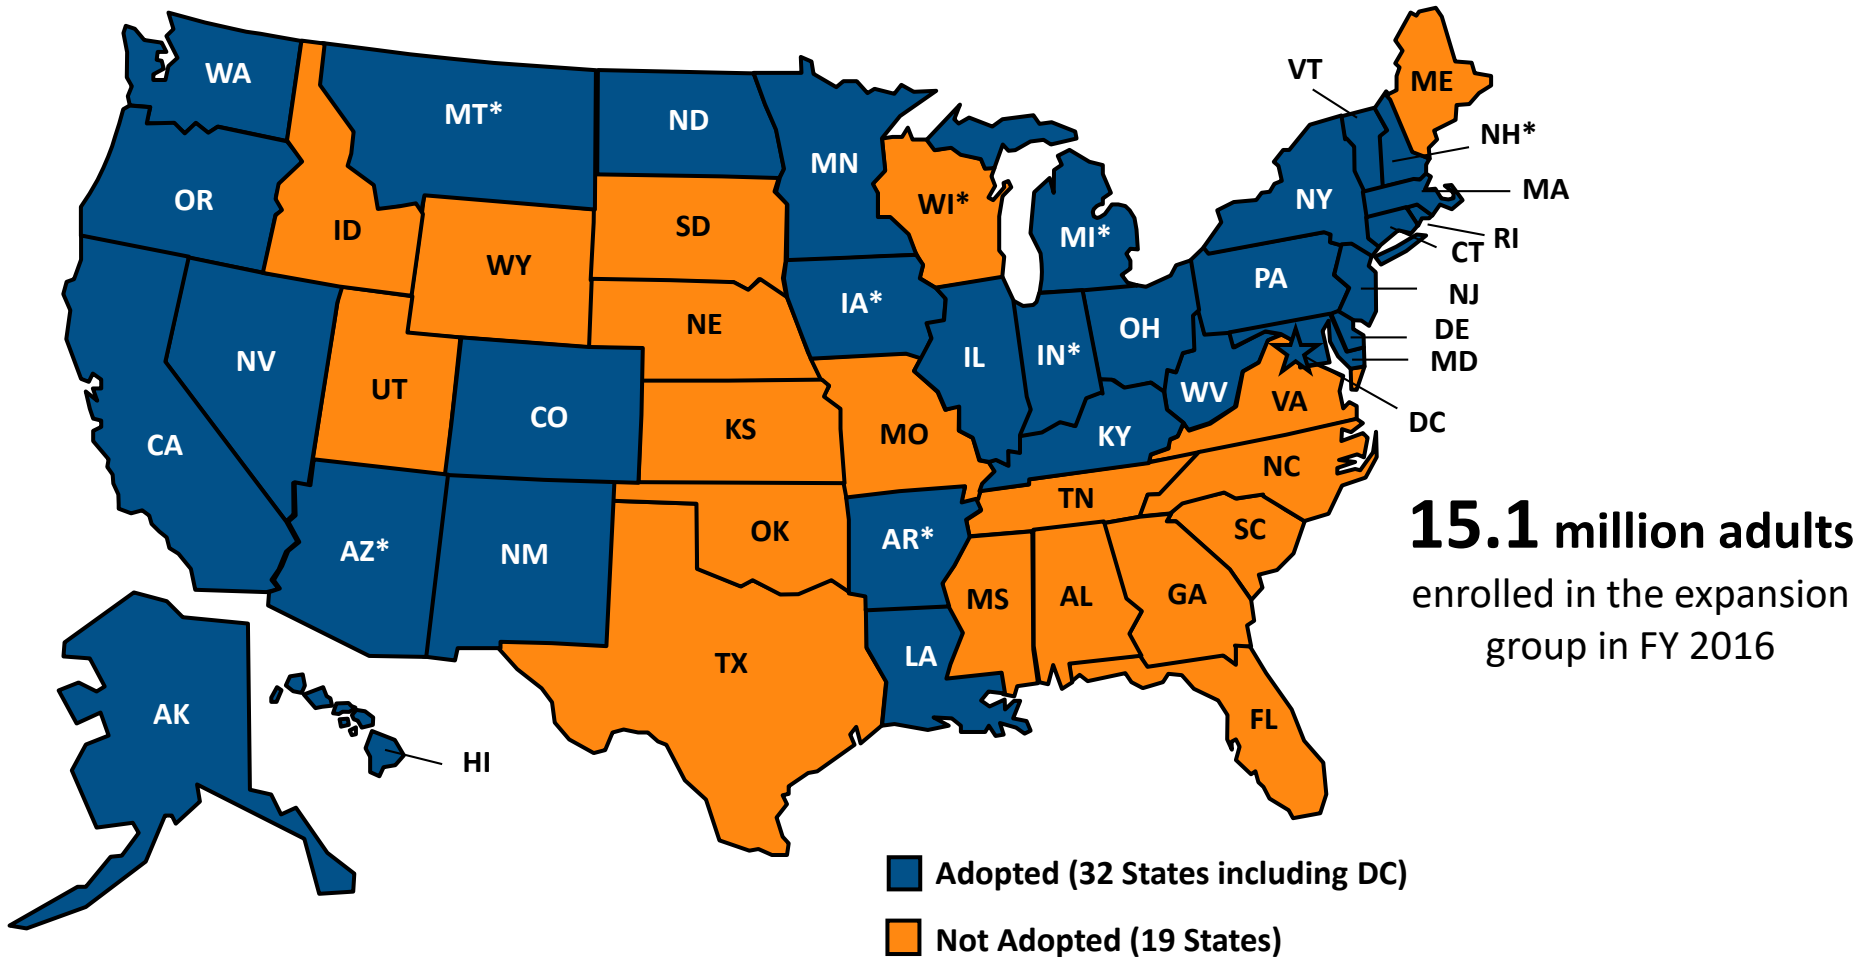 WA
MT*
ND
MN
VT
ME
NH*
OR
ID
WY
SD
WI*
MI*
NY
MA
RI
CT
NV
UT
CO
NE
IA*
IL
IN*
OH
PA
NJ
DE
MD
WV
VA
DC
CA
KS
MO
KY
NC
TN
AZ*
NM
OK
AR*
SC
MS
AL
GA
TX
LA
FL
AK
HI
15.1 million adults
enrolled in the expansion
group in FY 2016
Adopted (32 States including DC)
Not Adopted (19 States)